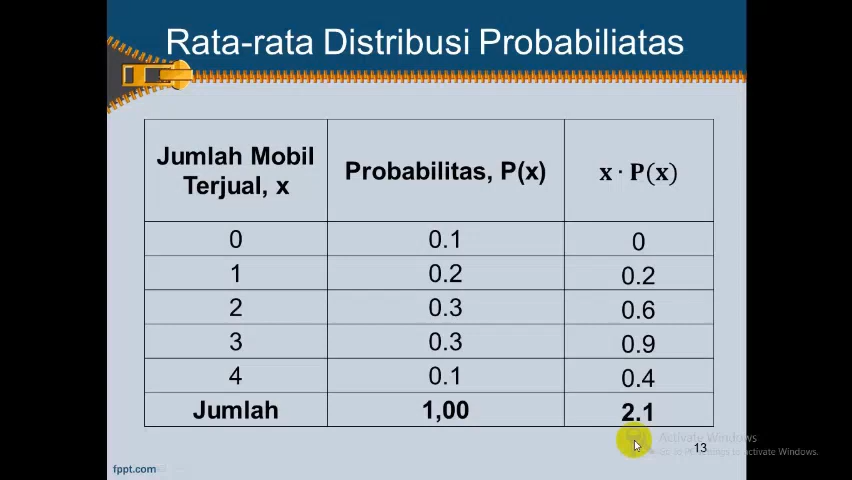 Rata-rata Distribusi Probabiliatas
Jumlah Mobil Terjual, x | Probabilitas, P(x) | x · P(x)
0 | 0.1 | 0
1 | 0.2 | 0.2
2 | 0.3 | 0.6
3 | 0.3 | 0.9
4 | 0.1 | 0.4
Jumlah | 1,00 | 2.1
Activate Windows
Go to PC settings to activate Windows.
13
fppt.com